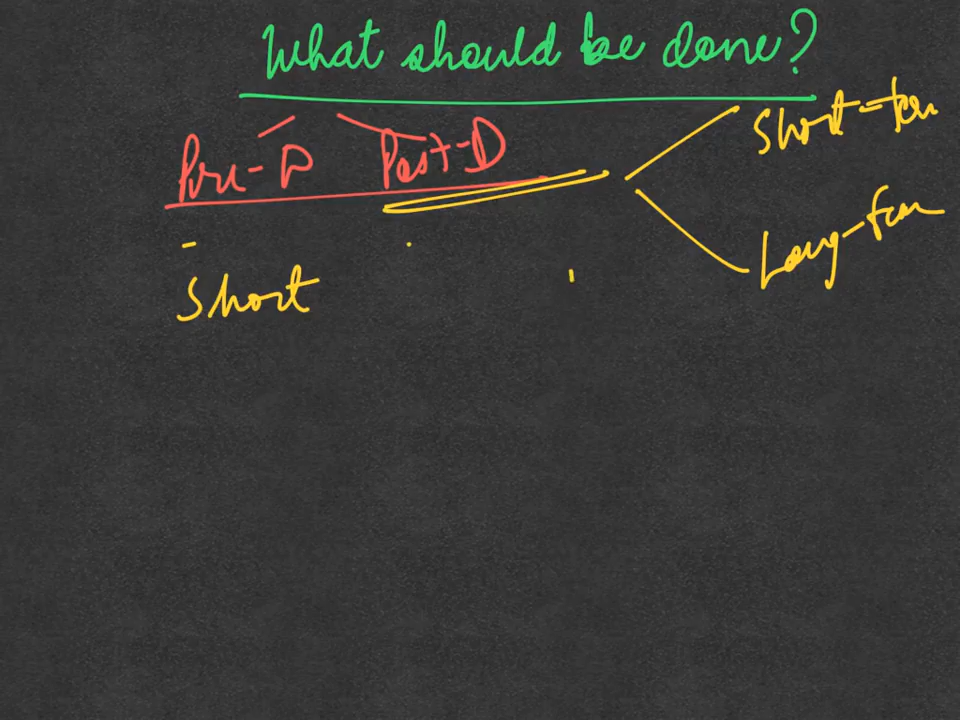 What should be done?
Pre-D Post-D
Short-term
Long-term
Short